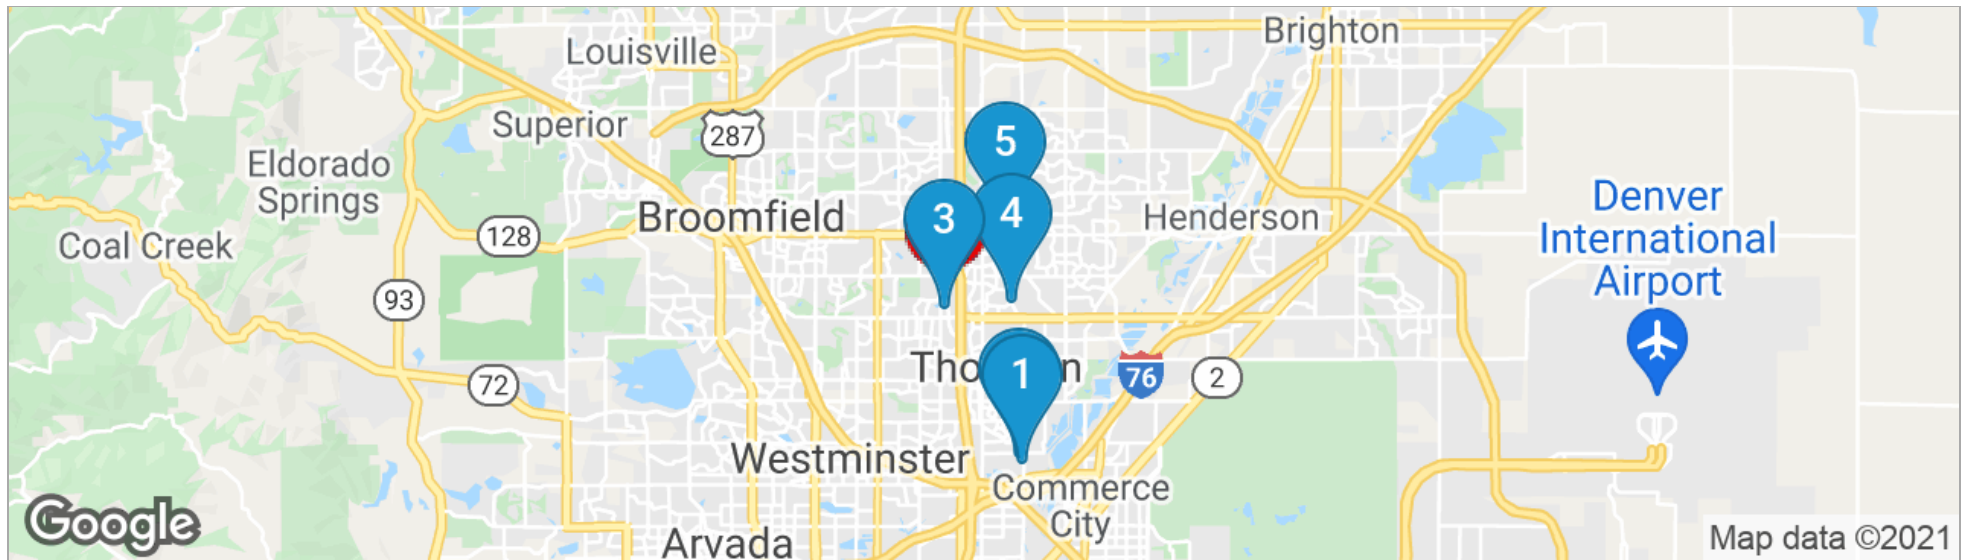 Louisville
Brighton
Superior
287
5
Eldorado
Springs
Denver
International
Airport
Broomfield
3
4
Henderson
128
Coal Creek
93
1
76
2
72
Westminster
Commerce
City
Arvada
Google
Map data ©2021